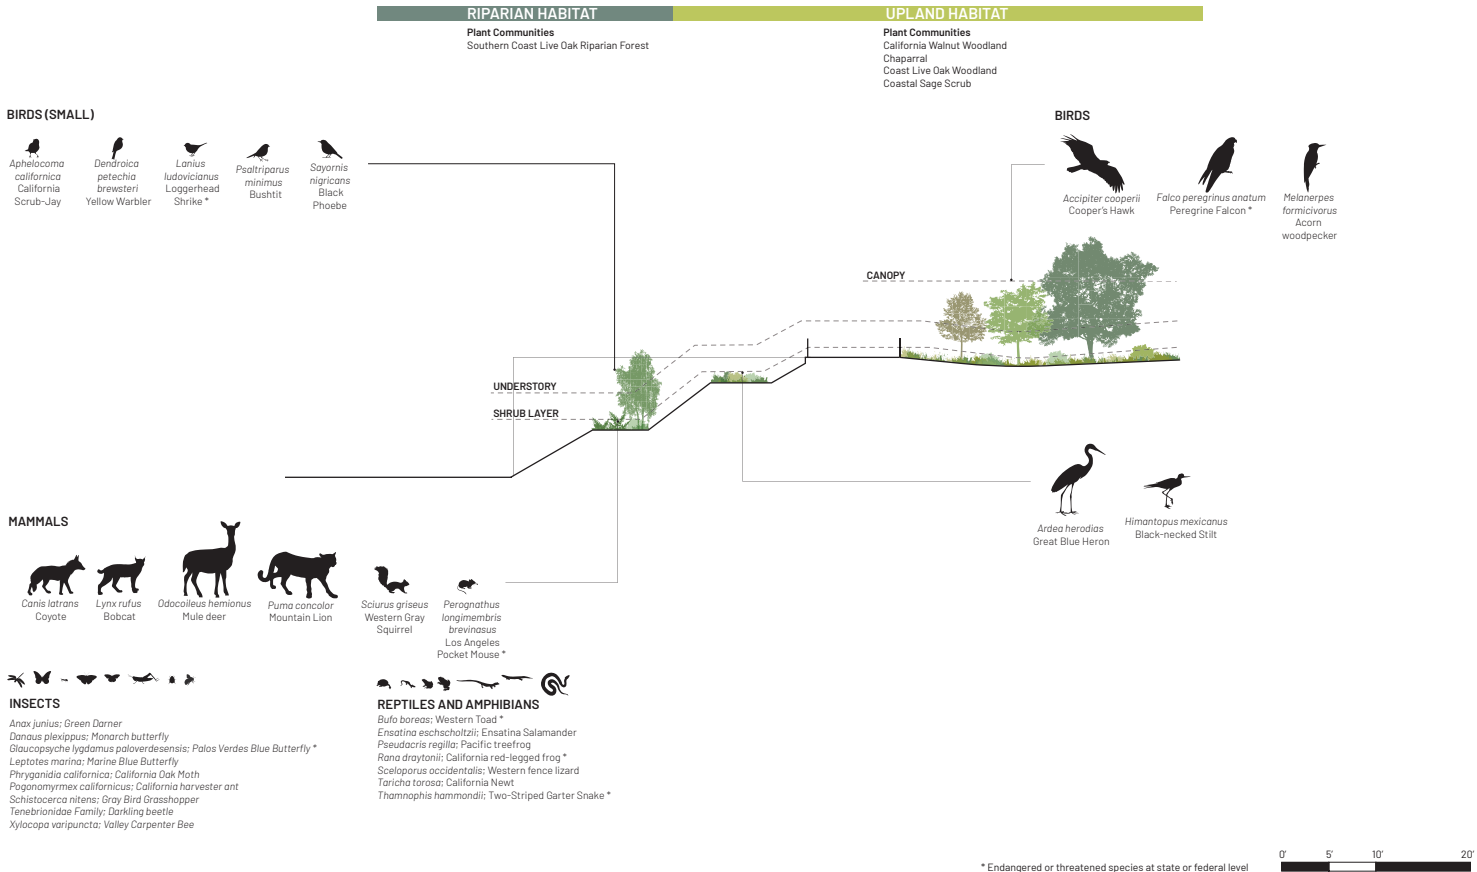 RIPARIAN HABITAT
UPLAND HABITAT
Plant Communities
Southern Coast Live Oak Riparian Forest
Plant Communities
California Walnut Woodland
Chaparral
Coast Live Oak Woodland
Coastal Sage Scrub
BIRDS (SMALL)
Aphelocoma
californica
California
Scrub-Jay
Dendroica
petechia
brewsteri
Yellow Warbler
Lanius
ludovicianus
Loggerhead
Shrike *
Psaltriparus
minimus
Bushtit
Sayornis
nigricans
Black
Phoebe
BIRDS
Accipiter cooperii
Cooper's Hawk
Falco peregrinus anatum
Peregrine Falcon *
Melanerpes
formicivorus
Acorn
woodpecker
CANOPY
UNDERSTORY
SHRUB LAYER
Ardea herodias
Great Blue Heron
Himantopus mexicanus
Black-necked Stilt
MAMMALS
Canis latrans
Coyote
Lynx rufus
Bobcat
Odocoileus hemionus
Mule deer
Puma concolor
Mountain Lion
Sciurus griseus
Western Gray
Squirrel
Perognathus
longimembris
brevinasus
Los Angeles
Pocket Mouse *
INSECTS
Anax junius; Green Darner
Danaus plexippus; Monarch butterfly
Glaucopsyche lygdamus paloverdesensis; Palos Verdes Blue Butterfly *
Leptotes marina; Marine Blue Butterfly
Phryganidia californica; California Oak Moth
Pogonomyrmex californicus; California harvester ant
Schistocerca nitens; Gray Bird Grasshopper
Tenebrionidae Family; Darkling beetle
Xylocopa varipuncta; Valley Carpenter Bee
REPTILES AND AMPHIBIANS
Bufo boreas; Western Toad *
Ensatina eschscholtzii; Ensatina Salamander
Pseudacris regilla; Pacific treefrog
Rana draytonii; California red-legged frog *
Sceloporus occidentalis; Western fence lizard
Taricha torosa; California Newt
Thamnophis hammondii; Two-Striped Garter Snake *
* Endangered or threatened species at state or federal level
0' 5' 10' 20'